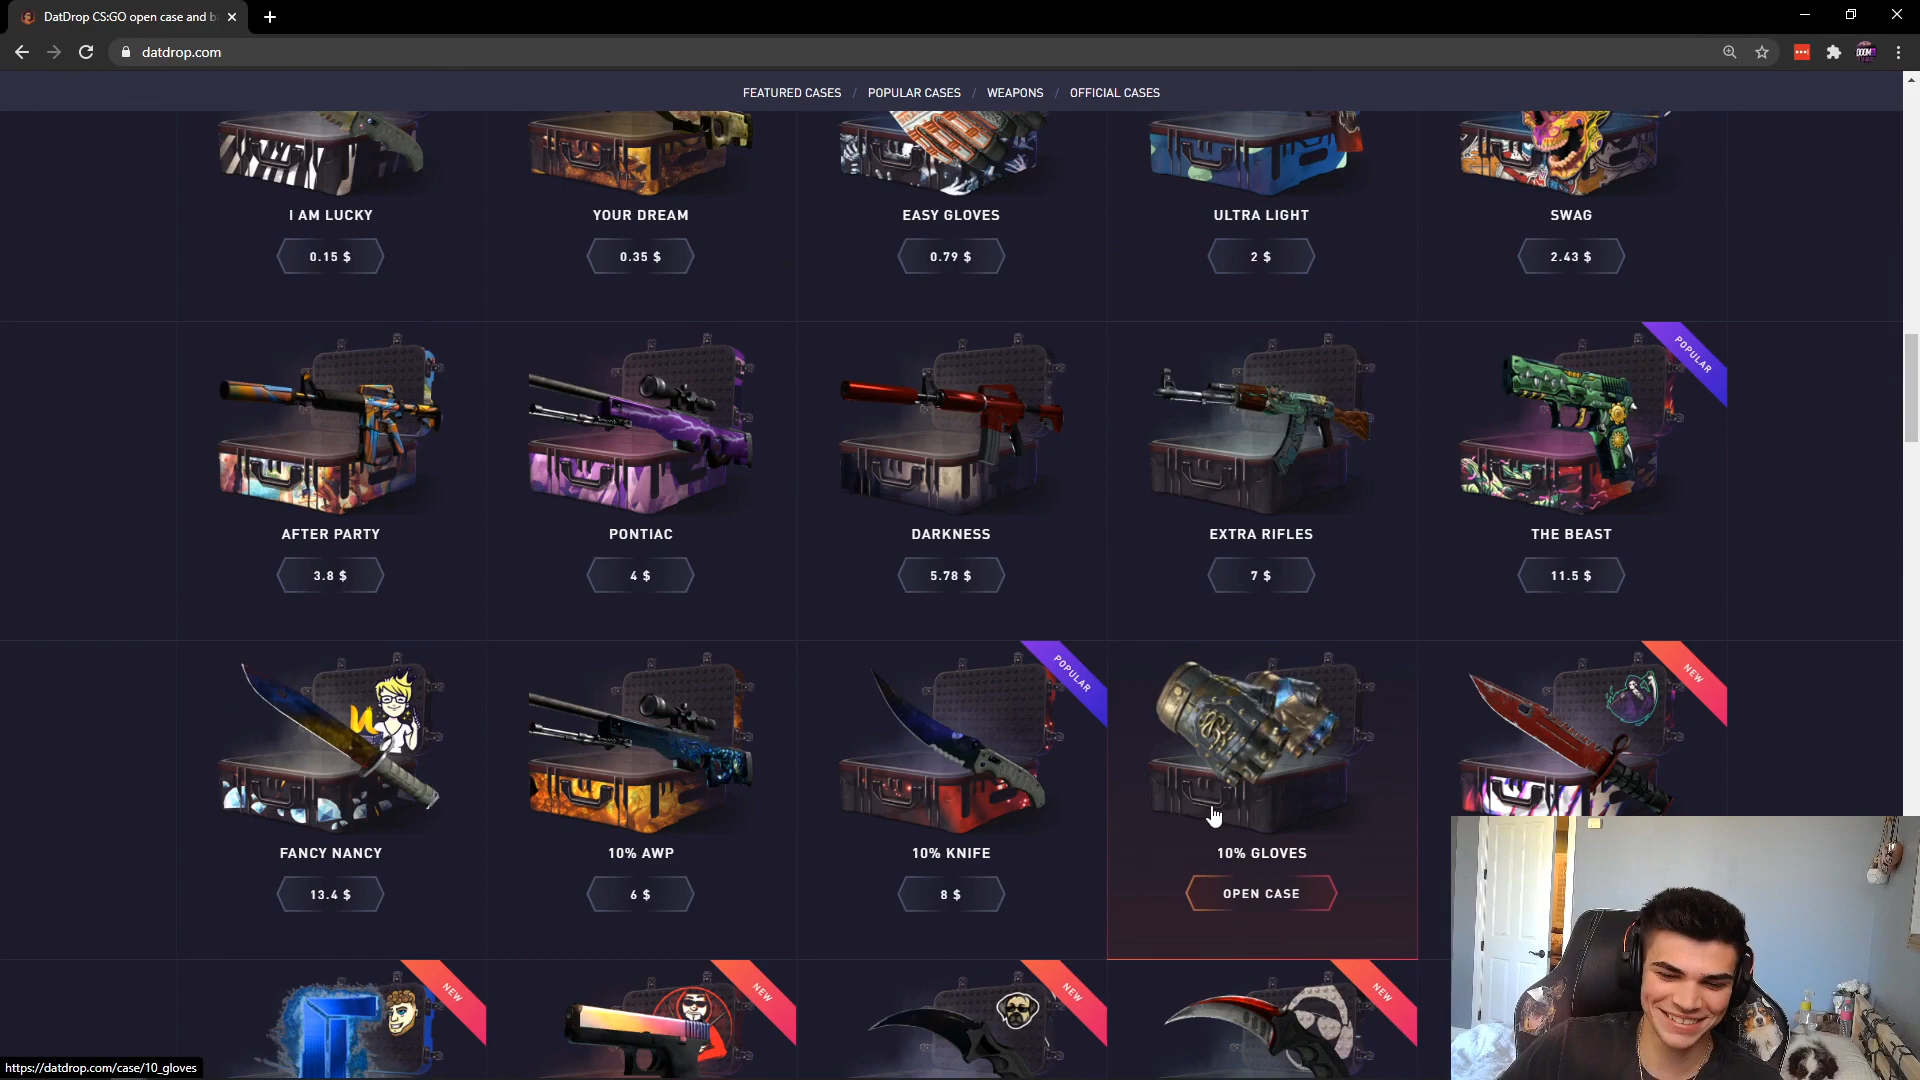 DatDrop CS:GO open case and b
datdrop.com
FEATURED CASES / POPULAR CASES / WEAPONS / OFFICIAL CASES
I AM LUCKY
YOUR DREAM
EASY GLOVES
ULTRA LIGHT
SWAG
0.15 $
0.35 $
0.79 $
2 $
2.43 $
POPULAR
AFTER PARTY
PONTIAC
DARKNESS
EXTRA RIFLES
THE BEAST
3.8 $
4 $
5.78 $
7 $
11.5 $
POPULAR
NEW
FANCY NANCY
10% AWP
10% KNIFE
10% GLOVES
13.4 $
6 $
8 $
OPEN CASE
NEW
NEW
NEW
NEW
https://datdrop.com/case/10_gloves